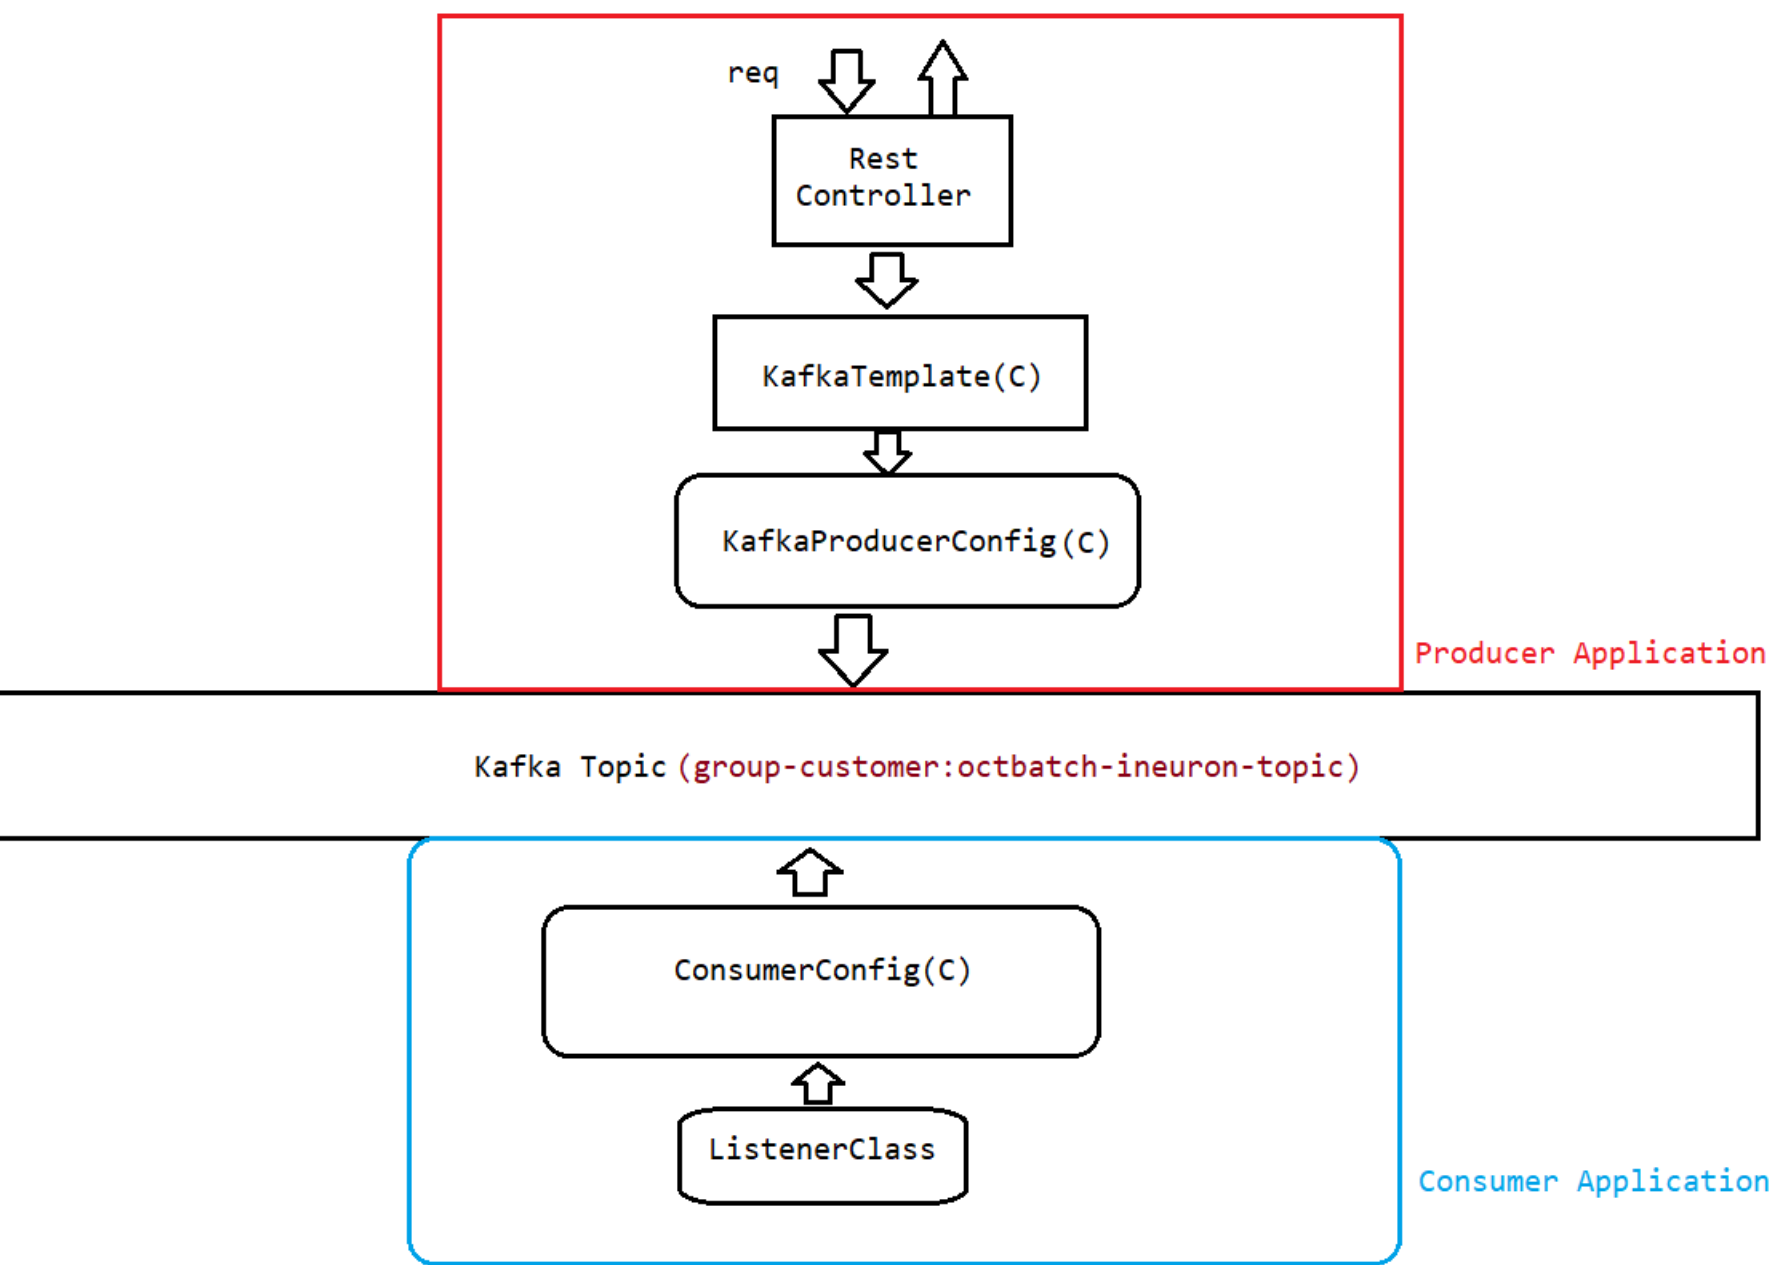 req
Rest
Controller
KafkaTemplate(C)
KafkaProducerConfig(C)
Producer Application
Kafka Topic (group-customer:octbatch-ineuron-topic)
ConsumerConfig(C)
ListenerClass
Consumer Application